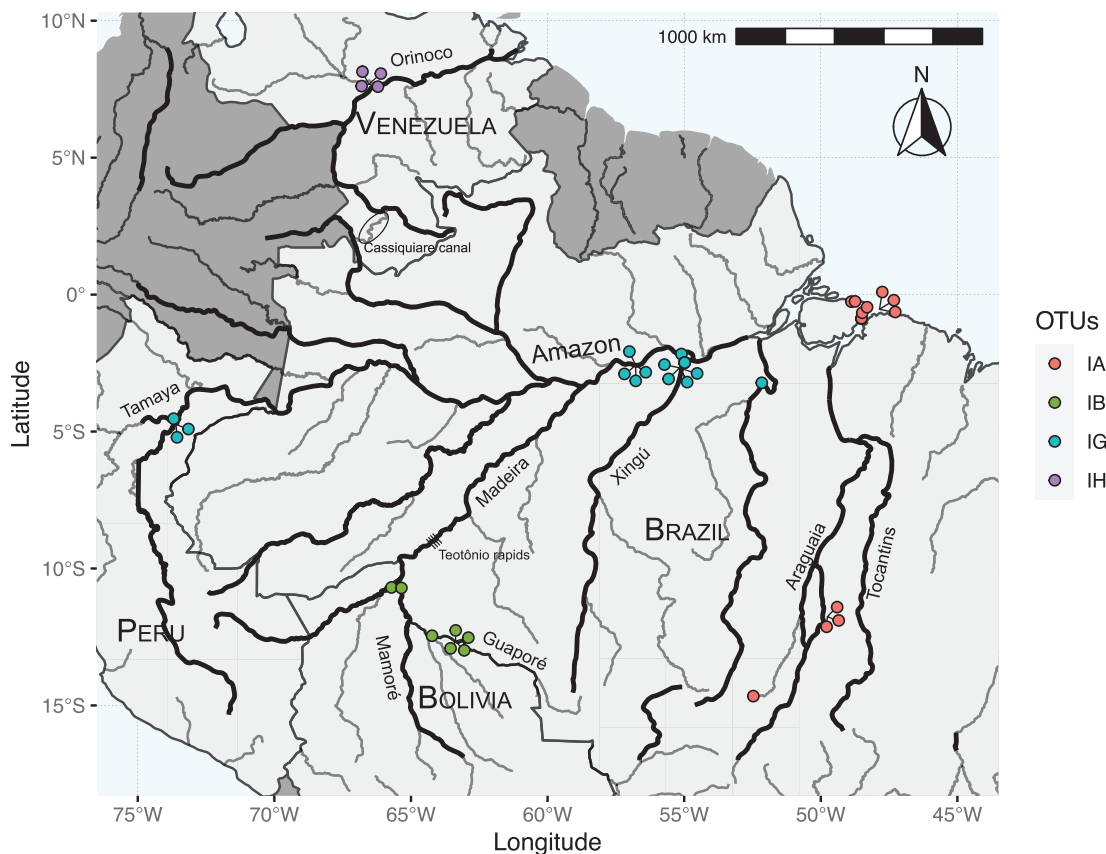 10°N
1000 km
Orinoco
N
VENEZUELA
5°N
Cassiquiare canal
0°
OTUs
Amazon
IA
IB
Tamaya
IG
IH
Latitude
5°S
Madeira
Xingú
BRAZIL
Teotônio rapids
Araguaia
Tocantins
10°S
PERU
Guaporé
Mamoré
BOLIVIA
15°S
75°W 70°W 65°W 60°W 55°W 50°W 45°W
Longitude